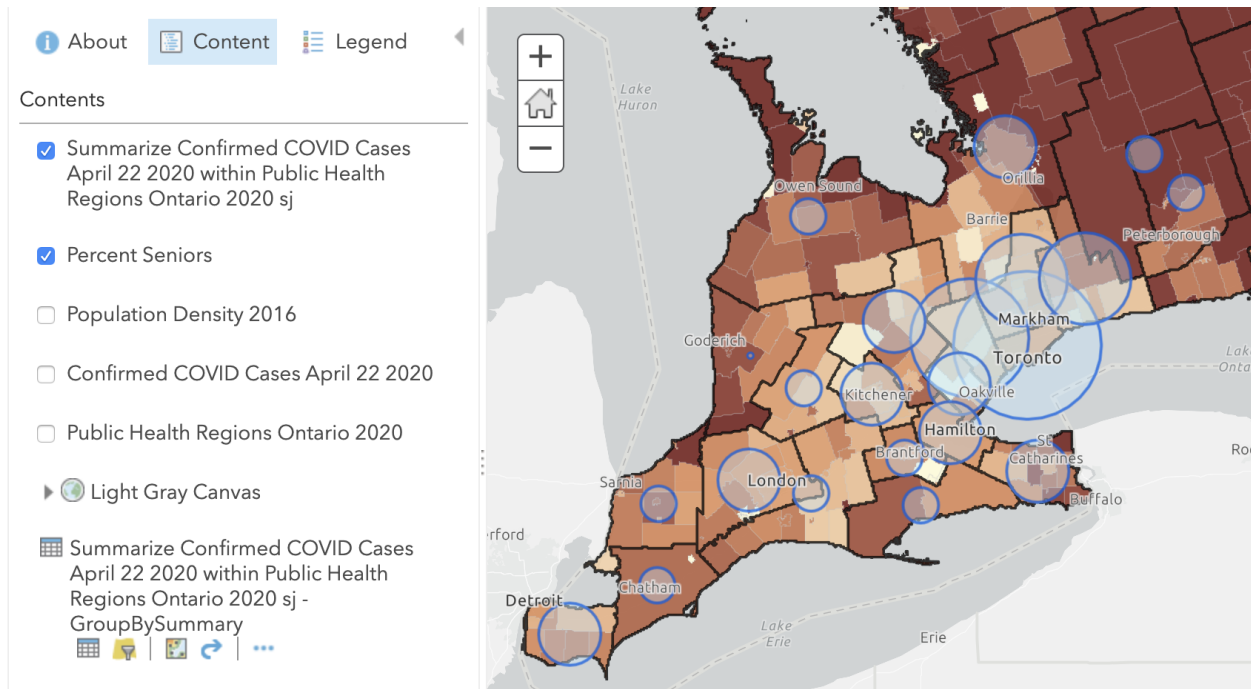 About
Content
Legend
Contents
Summarize Confirmed COVID Cases
April 22 2020 within Public Health
Regions Ontario 2020 sj
Percent Seniors
Population Density 2016
Confirmed COVID Cases April 22 2020
Public Health Regions Ontario 2020
Light Gray Canvas
Summarize Confirmed COVID Cases
April 22 2020 within Public Health
Regions Ontario 2020 sj -
GroupBySummary
Lake
Huron
Owen Sound
Orillia
Barrie
Peterborough
Markham
Goderich
Toronto
Lak
Onta
Kitchener
Oakville
Hamilton
Brantford
St
Catharines
Ro
London
Sarnia
Buffalo
erford
Chatham
Detroit
Lake
Erie
Erie